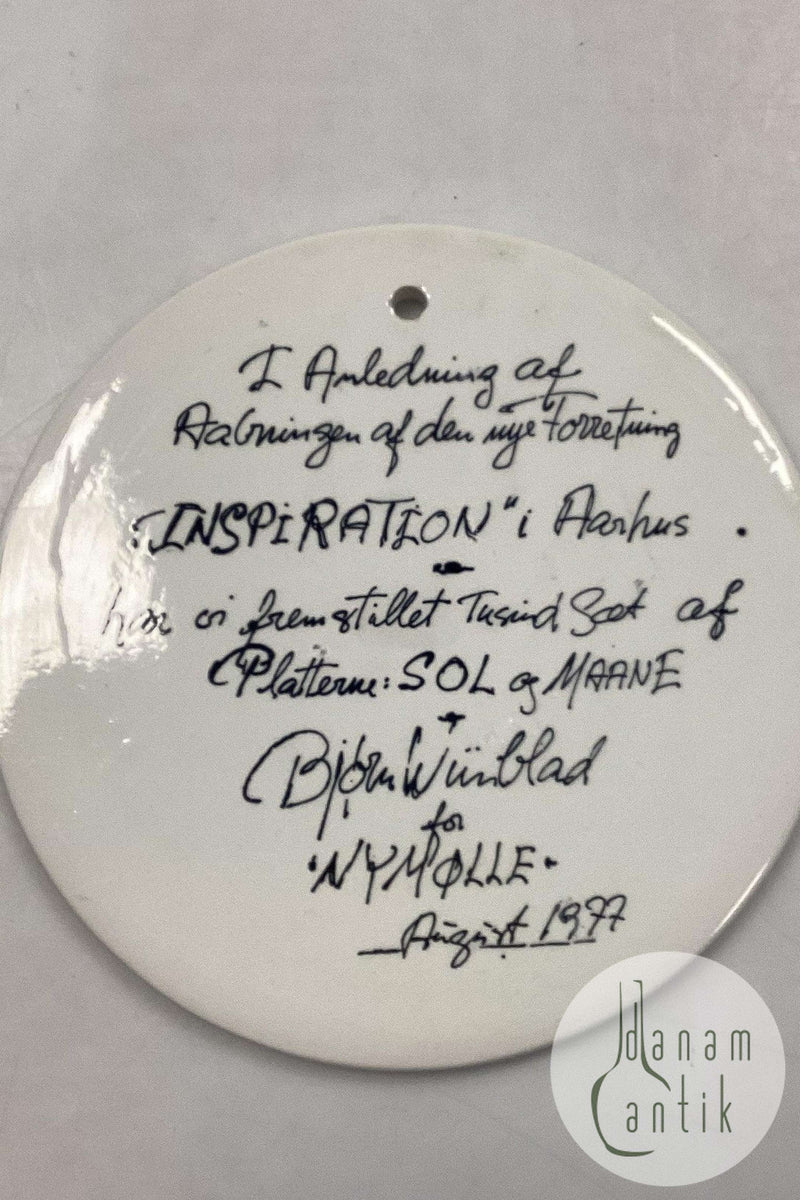 I Anledning af
Aabningen af den nye Forretning
„INSPiRATION" i Aarhus .
har vi fremstillet Tusind Sæt af
Platterne: SOL og MAANE
Bjørn Wiinblad
for
·NYMØLLE·
August 1977
danam
antik